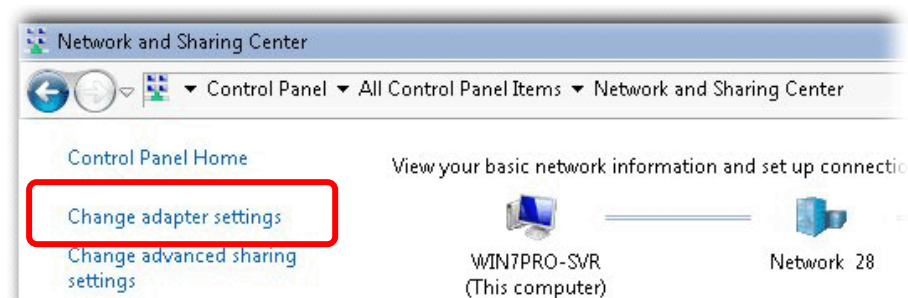 Network and Sharing Center
Control Panel All Control Panel Items Network and Sharing Center
Control Panel Home
View your basic network information and set up
Change adapter settings
Change advanced sharing
settings
WIN7PRO-SVR
(This computer)
Network 28